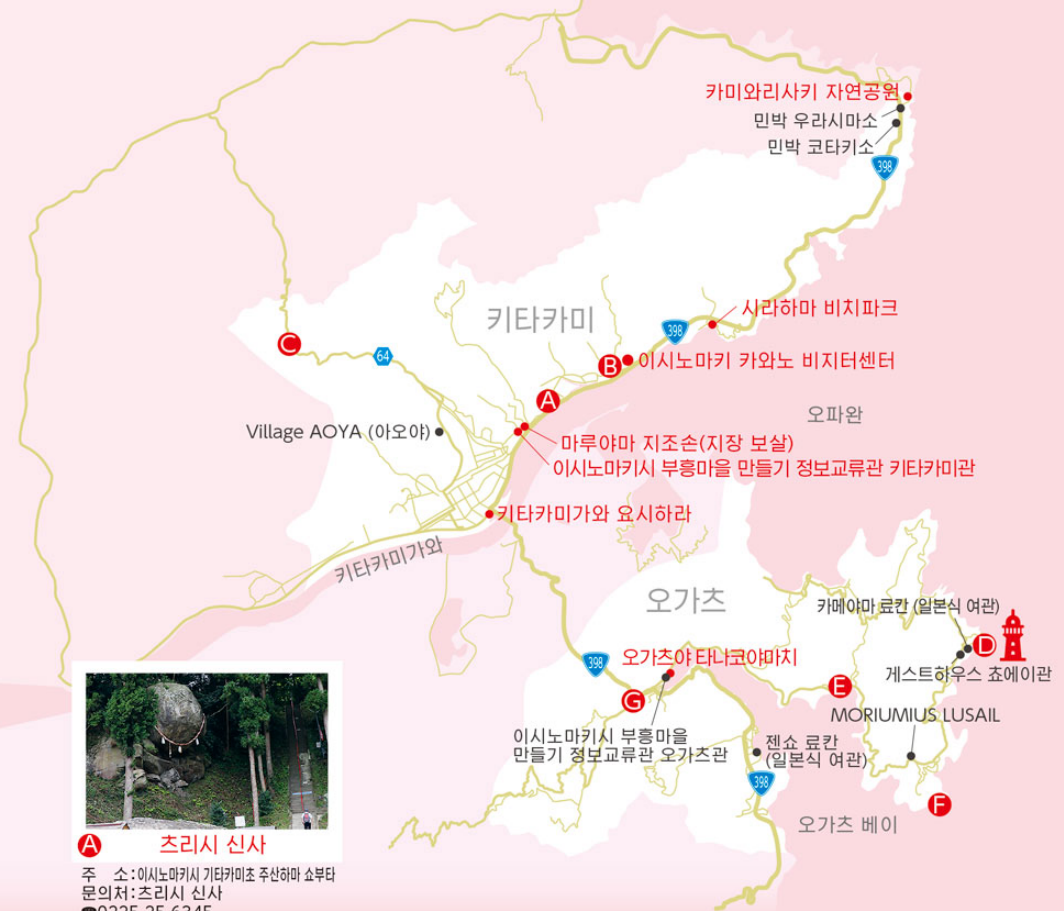 카미와리사키 자연공원
민박 우라시마소
민박 코타키소
398
시라하마 비치파크
키타카미
398
C
64
B
이시노마키 카와노 비지터센터
A
오파완
Village AOYA (아오야)
마루야마 지조손(지장 보살)
이시노마키시 부흥마을 만들기 정보교류관 키타카미관
키타카미가와 요시하라
키타카미가와
오가츠
카메야마 료칸 (일본식 여관)
D
398
오가츠야 타나코야마치
게스트하우스 쵸에이관
E
G
MORIUMIUS LUSAIL
이시노마키시 부흥마을
만들기 정보교류관 오가츠관
젠쇼 료칸
(일본식 여관)
398
F
오가츠 베이
A 츠리시 신사
주 소:이시노마키시 기타카미초 주산하마 쇼부타
문의처:츠리시 신사
☎0225-25-6345